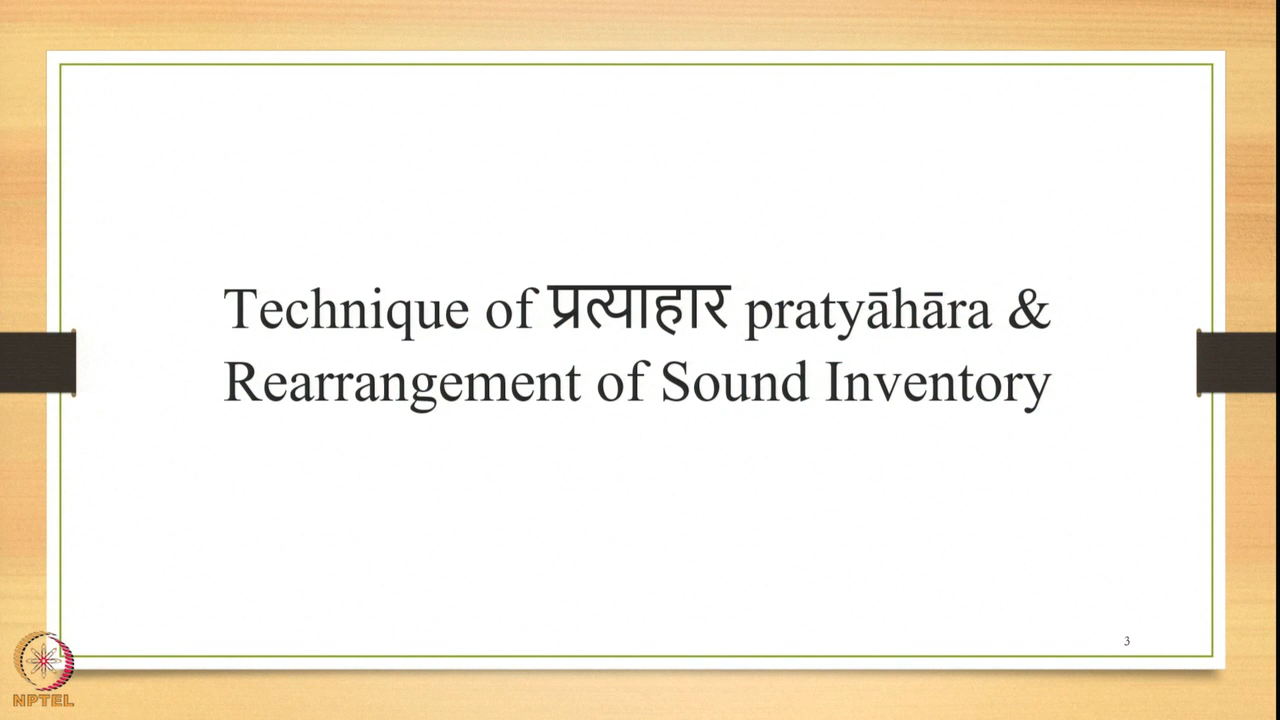 Technique of प्रत्याहार pratyāhāra &
Rearrangement of Sound Inventory
3
NPTEL